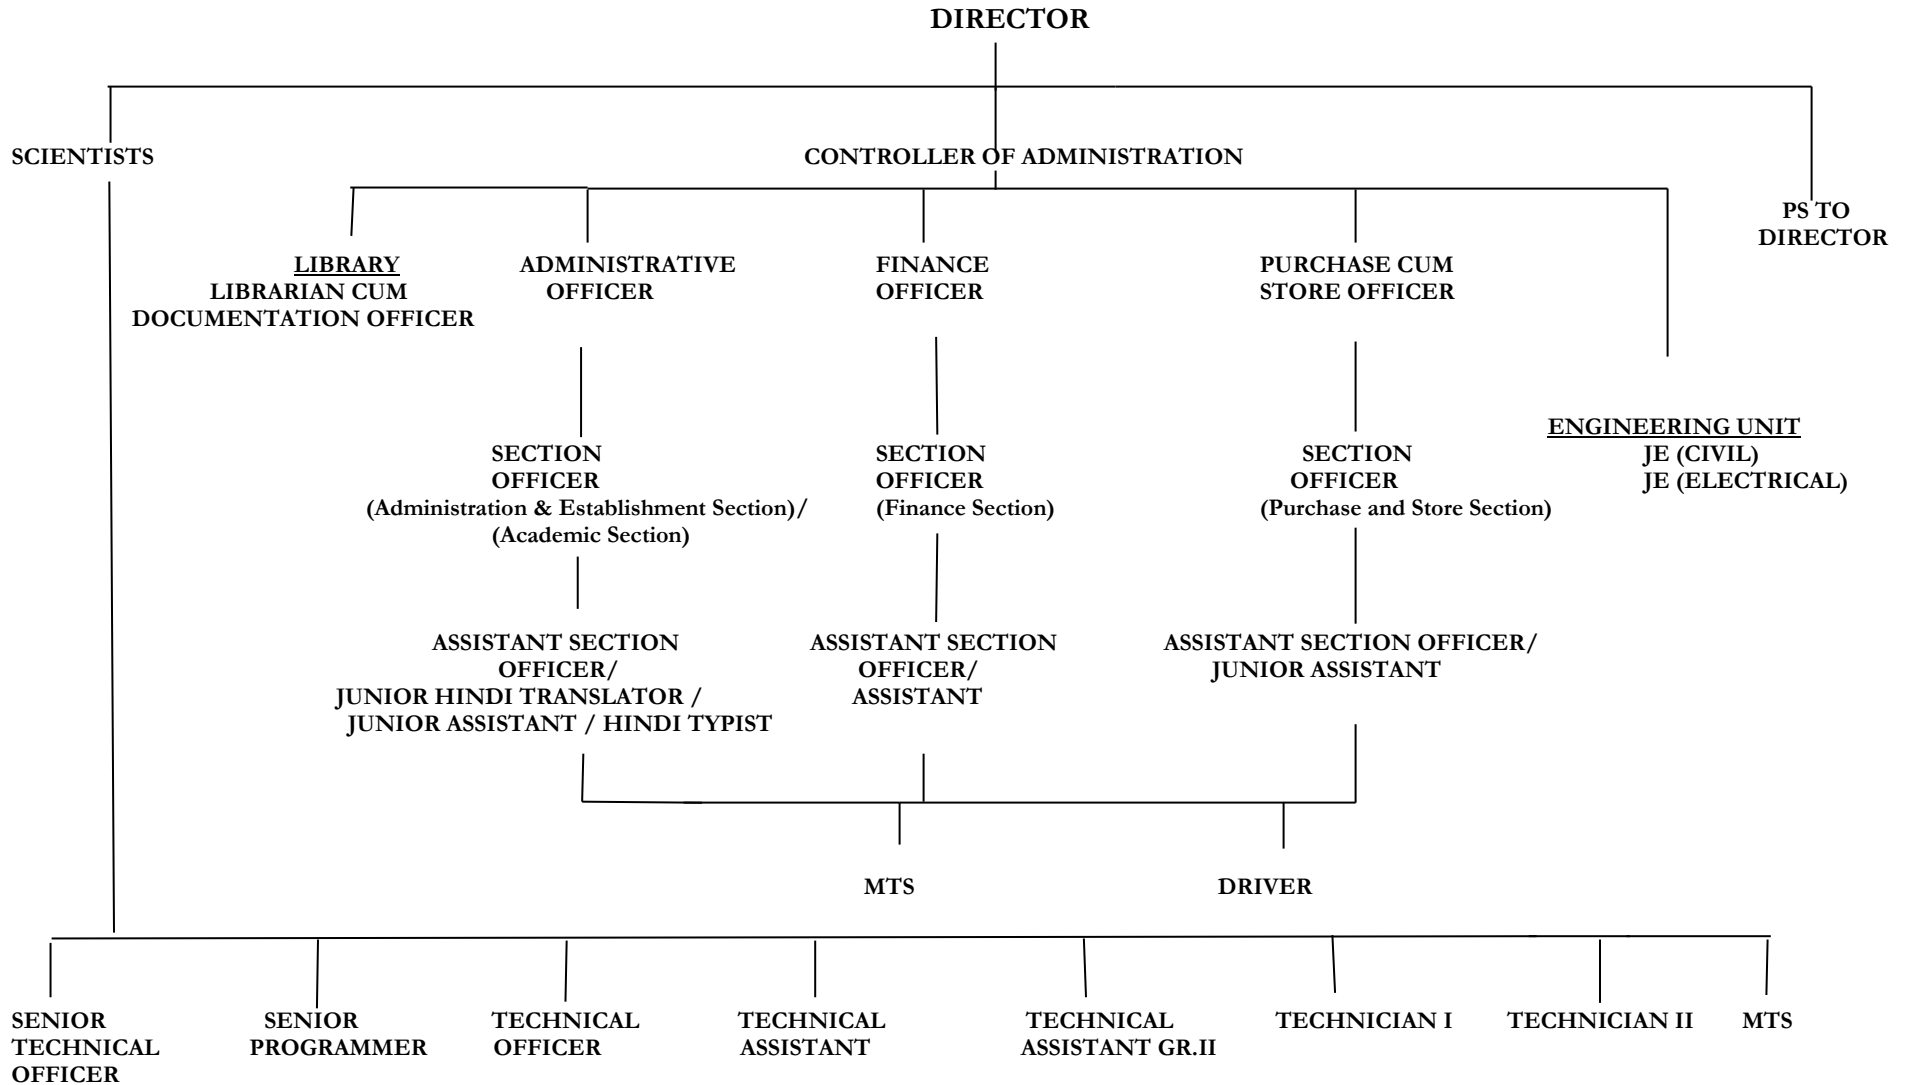 DIRECTOR
SCIENTISTS
CONTROLLER OF ADMINISTRATION
PS TO
DIRECTOR
LIBRARY
LIBRARIAN CUM
DOCUMENTATION OFFICER
ADMINISTRATIVE
OFFICER
FINANCE
OFFICER
PURCHASE CUM
STORE OFFICER
ENGINEERING UNIT
JE (CIVIL)
JE (ELECTRICAL)
SECTION
OFFICER
(Administration & Establishment Section)/
(Academic Section)
SECTION
OFFICER
(Finance Section)
SECTION
OFFICER
(Purchase and Store Section)
ASSISTANT SECTION
OFFICER/
JUNIOR HINDI TRANSLATOR /
JUNIOR ASSISTANT / HINDI TYPIST
ASSISTANT SECTION
OFFICER/
ASSISTANT
ASSISTANT SECTION OFFICER/
JUNIOR ASSISTANT
MTS
DRIVER
SENIOR
TECHNICAL
OFFICER
SENIOR
PROGRAMMER
TECHNICAL
OFFICER
TECHNICAL
ASSISTANT
TECHNICAL
ASSISTANT GR.II
TECHNICIAN I
TECHNICIAN II
MTS